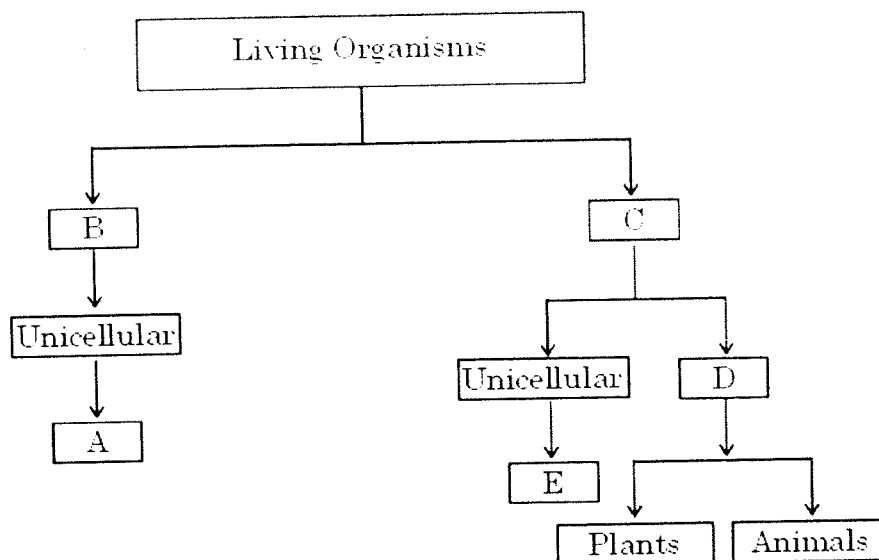 Living Organisms
B
C
Unicellular
Unicellular
D
A
E
Plants
Animals